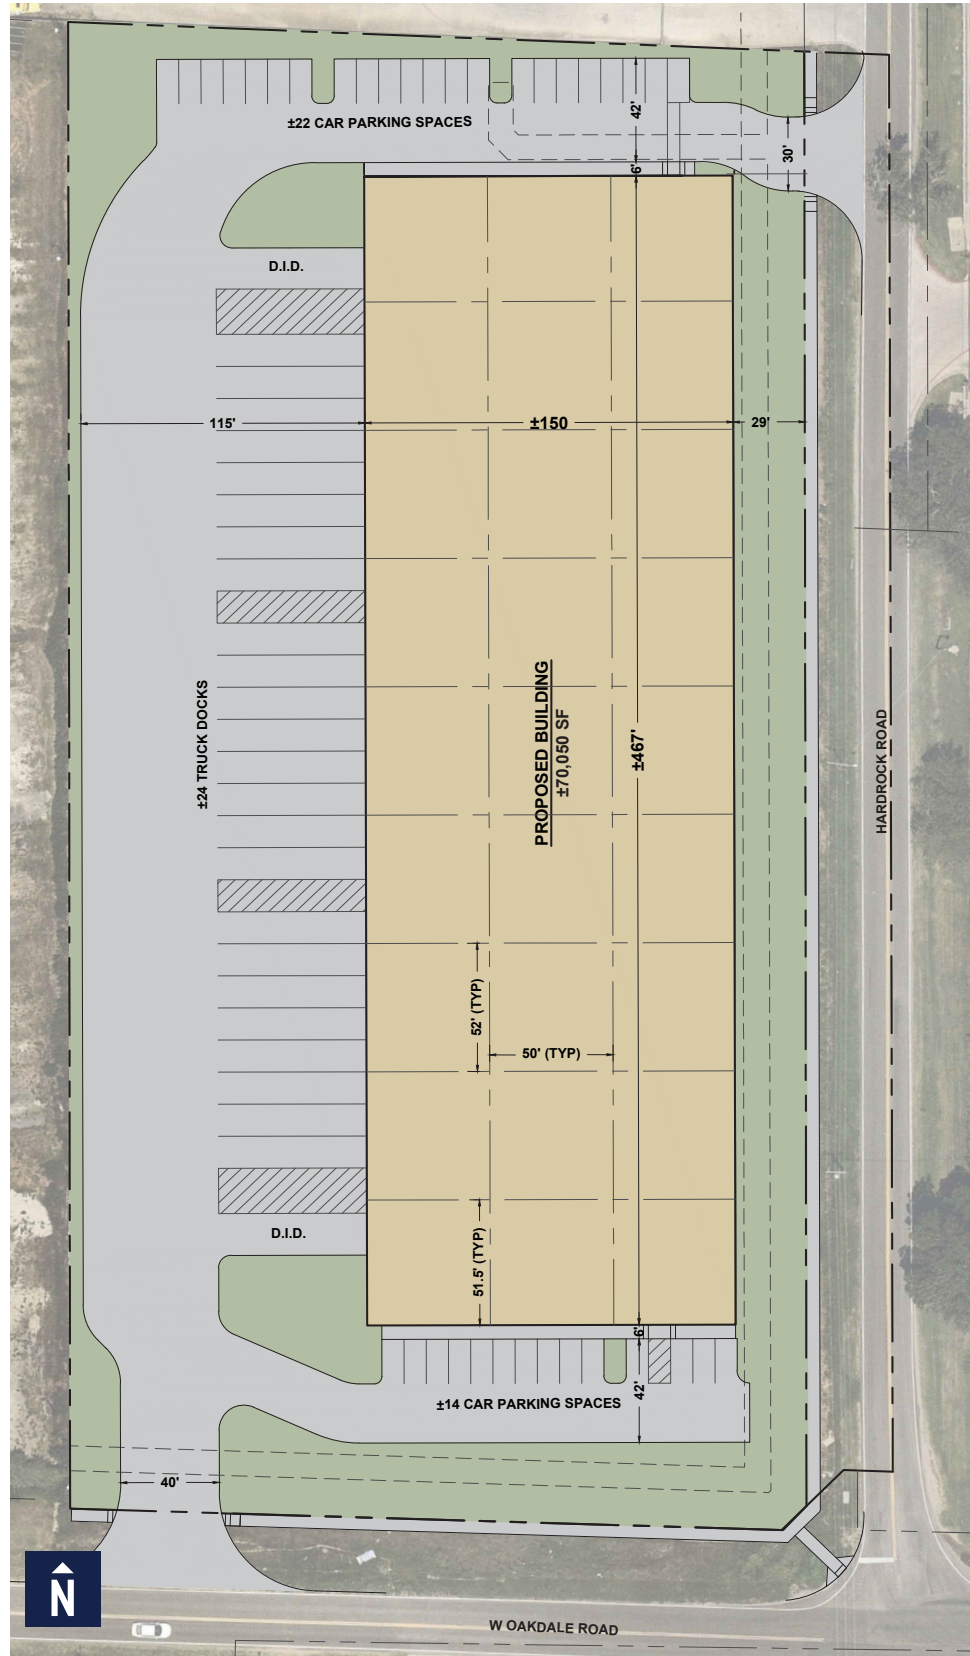 ±22 CAR PARKING SPACES
42'
30'
6'
D.I.D.
115'
±150
29'
±24 TRUCK DOCKS
PROPOSED BUILDING
±70,050 SF
±467'
HARDROCK ROAD
52' (TYP)
50' (TYP)
51.5' (TYP)
D.I.D.
6'
42'
±14 CAR PARKING SPACES
40'
N
W OAKDALE ROAD